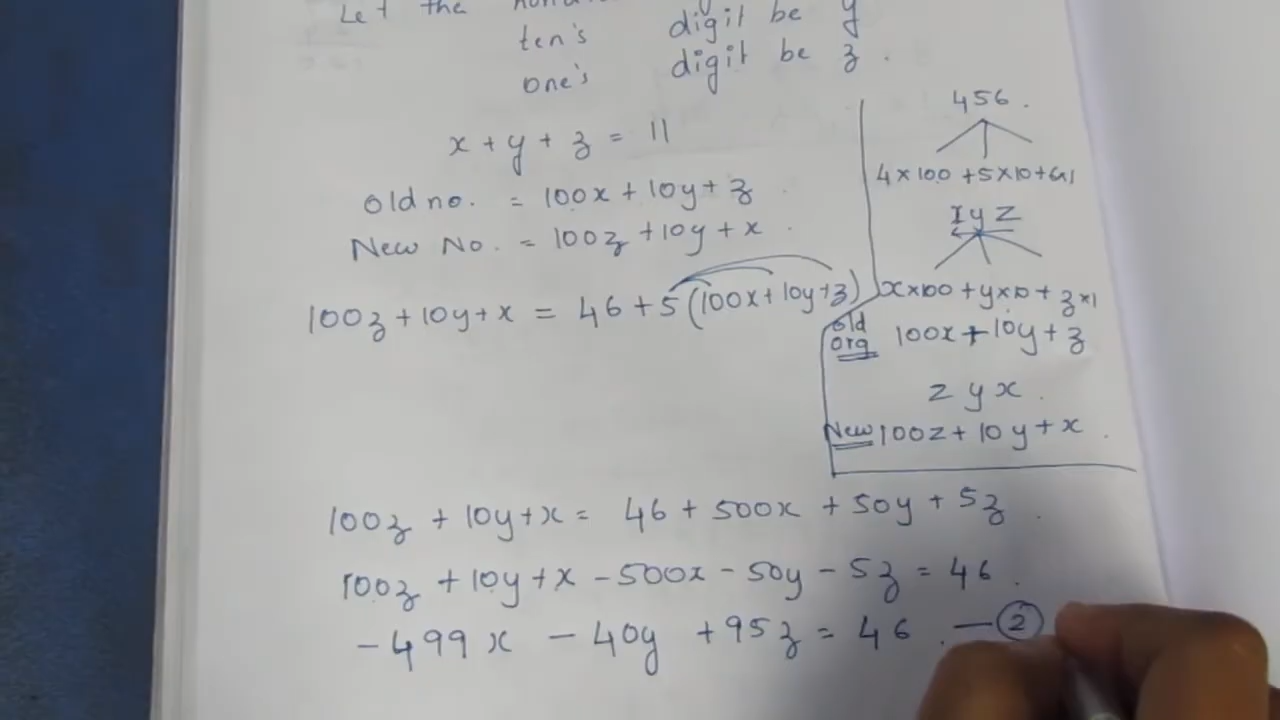 Let the
ten's digit be y
one's digit be z.
x + y + z = 11
old no. = 100x + 10y + z
New No. = 100z + 10y + x.
100z + 10y + x = 46 + 5(100x + 10y + z)
456.
4×100 + 5×10 + 6×1
x y z
x×100 + y×10 + z×1
old
org 100x + 10y + z
z y x.
New 100z + 10y + x.
100z + 10y + x = 46 + 500x + 50y + 5z.
100z + 10y + x - 500x - 50y - 5z = 46.
-499x - 40y + 95z = 46. — 2